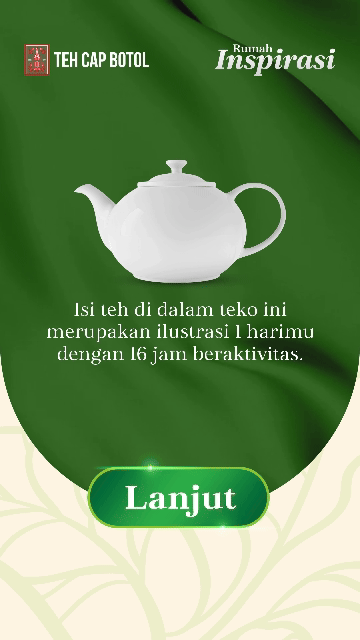 TEH CAP BOTOL
Rumah
Inspirasi
Isi teh di dalam teko ini
merupakan ilustrasi 1 harimu
dengan 16 jam beraktivitas.
Lanjut